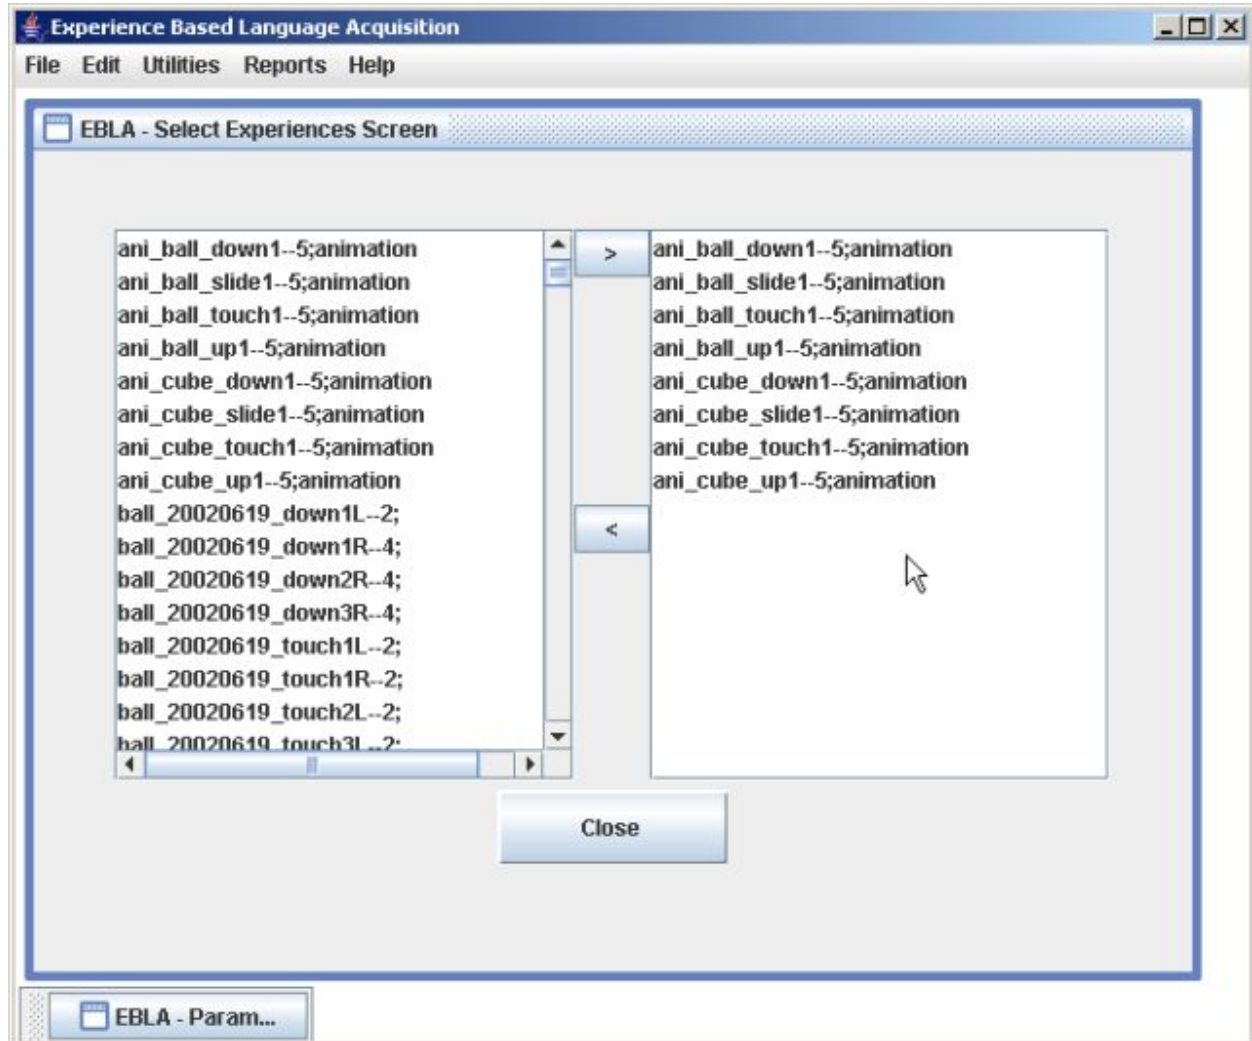 Experience Based Language Acquisition
File Edit Utilities Reports Help
EBLA - Select Experiences Screen
ani_ball_down1--5;animation
ani_ball_slide1--5;animation
ani_ball_touch1--5;animation
ani_ball_up1--5;animation
ani_cube_down1--5;animation
ani_cube_slide1--5;animation
ani_cube_touch1--5;animation
ani_cube_up1--5;animation
ball_20020619_down1L--2;
ball_20020619_down1R--4;
ball_20020619_down2R--4;
ball_20020619_down3R--4;
ball_20020619_touch1L--2;
ball_20020619_touch1R--2;
ball_20020619_touch2L--2;
ball_20020619_touch3L--2;
>
<
ani_ball_down1--5;animation
ani_ball_slide1--5;animation
ani_ball_touch1--5;animation
ani_ball_up1--5;animation
ani_cube_down1--5;animation
ani_cube_slide1--5;animation
ani_cube_touch1--5;animation
ani_cube_up1--5;animation
Close
EBLA - Param...